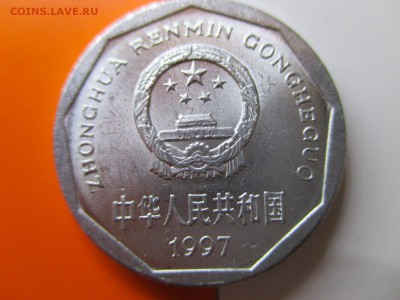 COINS.LAVE.RU
ZHONGHUA RENMIN GONGHEGUO
中华人民共和国
1997